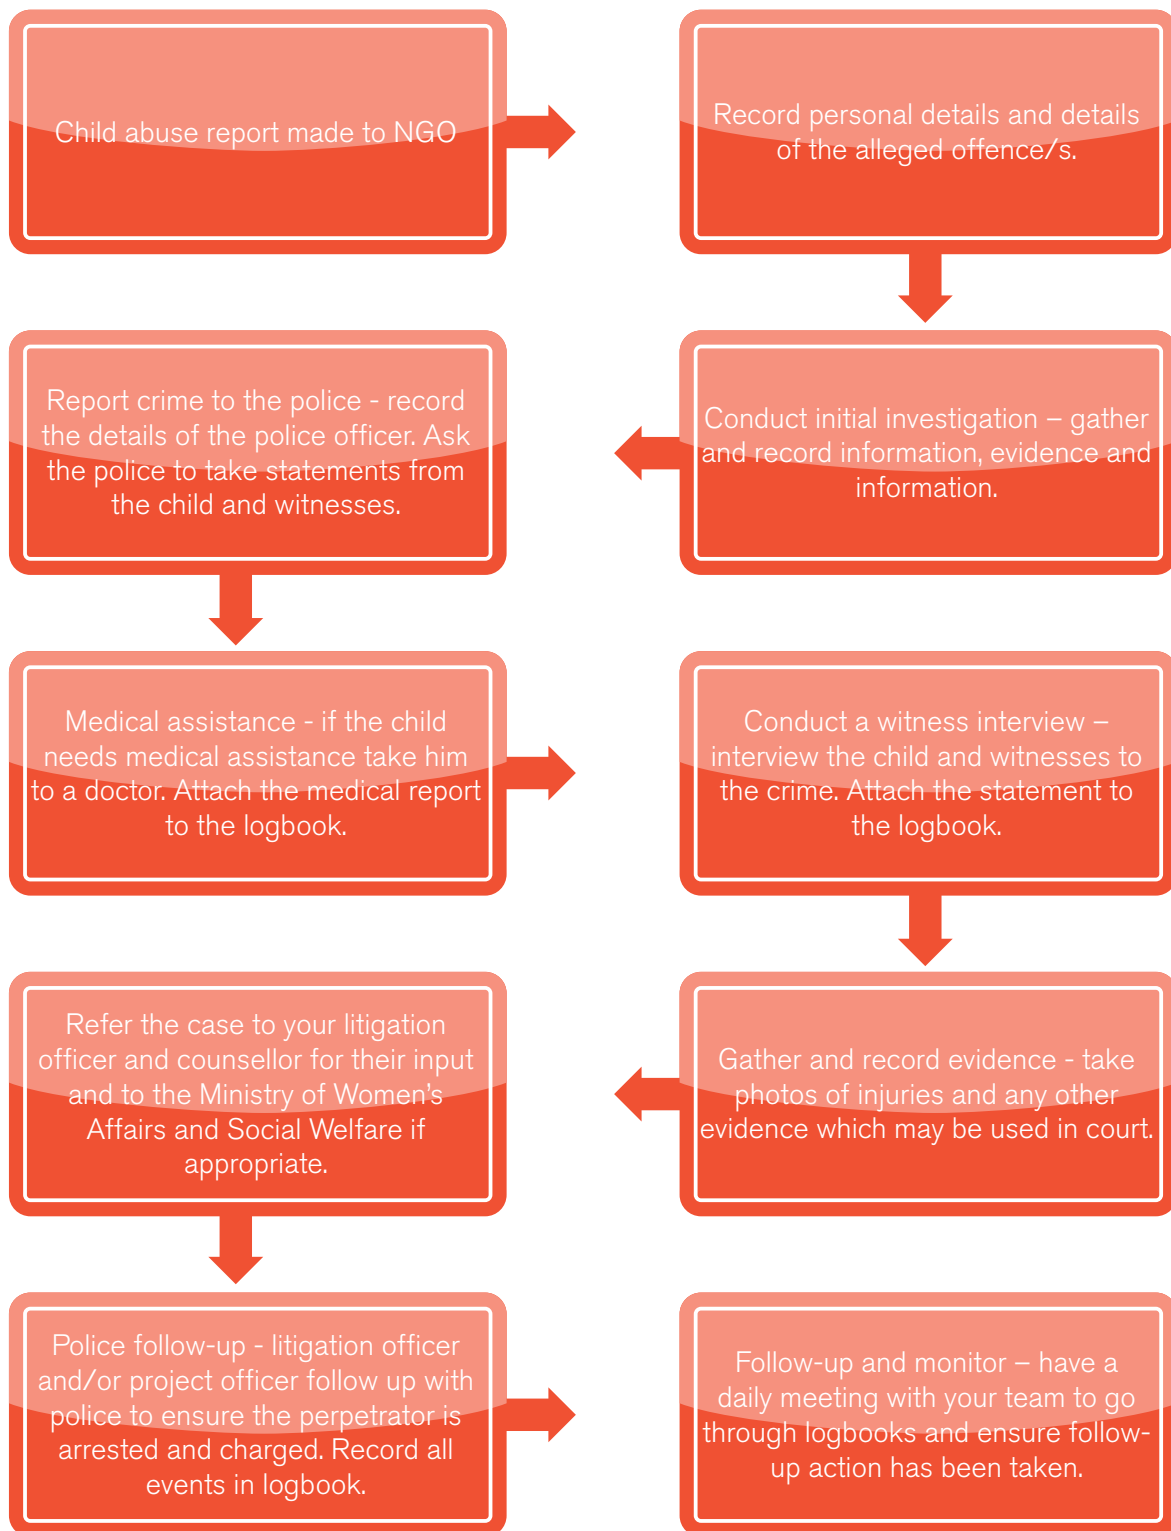 Child abuse report made to NGO
Record personal details and details
of the alleged offence/s.
Conduct initial investigation – gather
and record information, evidence and
information.
Report crime to the police - record
the details of the police officer. Ask
the police to take statements from
the child and witnesses.
Medical assistance - if the child
needs medical assistance take him
to a doctor. Attach the medical report
to the logbook.
Conduct a witness interview –
interview the child and witnesses to
the crime. Attach the statement to
the logbook.
Gather and record evidence - take
photos of injuries and any other
evidence which may be used in court.
Refer the case to your litigation
officer and counsellor for their input
and to the Ministry of Women’s
Affairs and Social Welfare if
appropriate.
Police follow-up - litigation officer
and/or project officer follow up with
police to ensure the perpetrator is
arrested and charged. Record all
events in logbook.
Follow-up and monitor – have a
daily meeting with your team to go
through logbooks and ensure follow-
up action has been taken.